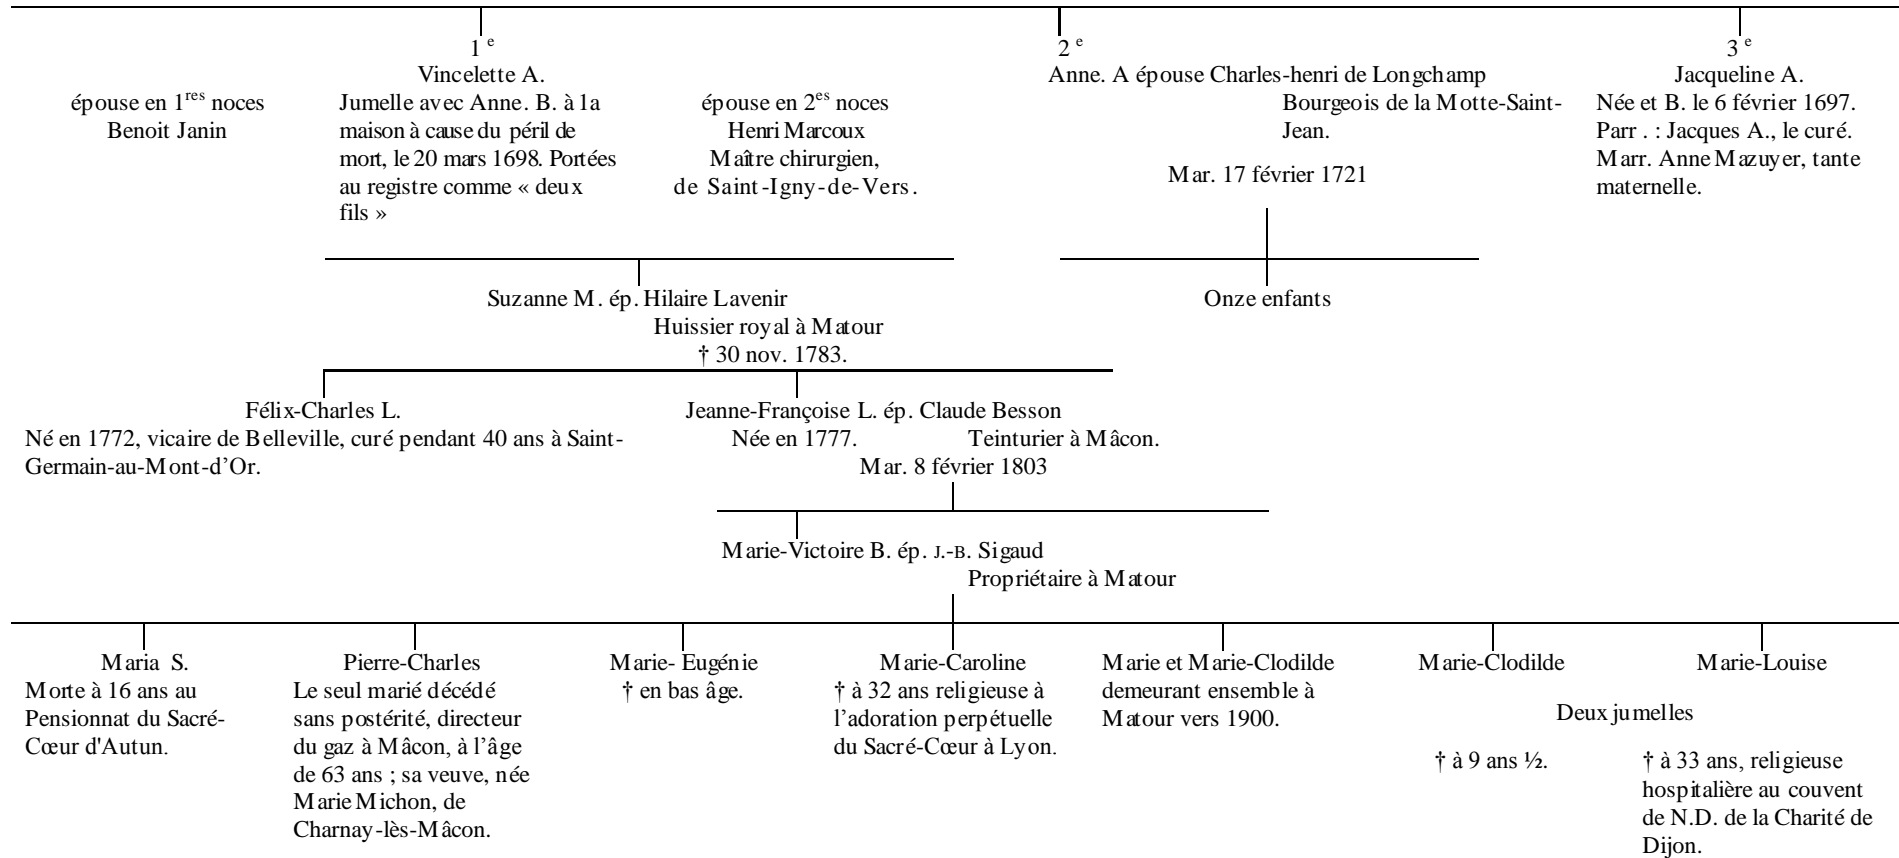 1 e
Vincelette A.
épouse en 1res noces
Benoit Janin
Jumelle avec Anne. B. à la
maison à cause du péril de
mort, le 20 mars 1698. Portées
au registre comme « deux
fils »
épouse en 2es noces
Henri Marcoux
Maître chirurgien,
de Saint-Igny-de-Vers.
2 e
Anne. A épouse Charles-henri de Longchamp
Bourgeois de la Motte-Saint-
Jean.
Mar. 17 février 1721
3 e
Jacqueline A.
Née et B. le 6 février 1697.
Parr . : Jacques A., le curé.
Marr. Anne Mazuyer, tante
maternelle.
Suzanne M. ép. Hilaire Lavenir
Huissier royal à Matour
† 30 nov. 1783.
Onze enfants
Félix-Charles L.
Né en 1772, vicaire de Belleville, curé pendant 40 ans à Saint-
Germain-au-Mont-d’Or.
Jeanne-Françoise L. ép. Claude Besson
Née en 1777. Teinturier à Mâcon.
Mar. 8 février 1803
Marie-Victoire B. ép. J.-B. Sigaud
Propriétaire à Matour
Maria S.
Morte à 16 ans au
Pensionnat du Sacré-
Cœur d'Autun.
Pierre-Charles
Le seul marié décédé
sans postérité, directeur
du gaz à Mâcon, à l’âge
de 63 ans ; sa veuve, née
Marie Michon, de
Charnay-lès-Mâcon.
Marie- Eugénie
† en bas âge.
Marie-Caroline
† à 32 ans religieuse à
l’adoration perpétuelle
du Sacré-Cœur à Lyon.
Marie et Marie-Clodilde
demeurant ensemble à
Matour vers 1900.
Marie-Clodilde
Marie-Louise
Deux jumelles
† à 9 ans ½.
† à 33 ans, religieuse
hospitalière au couvent
de N.D. de la Charité de
Dijon.